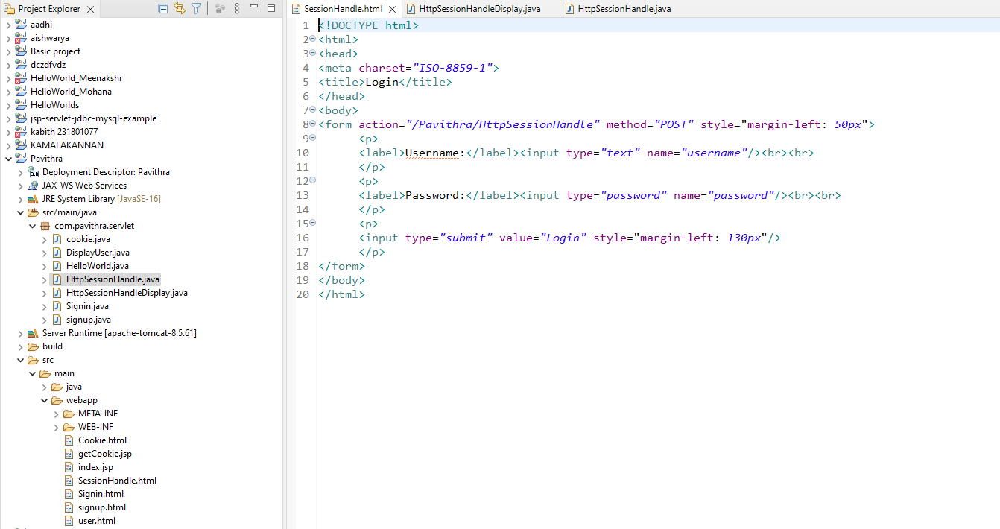 Project Explorer
aadhi
aishwarya
Basic project
dczdfvdz
HelloWorld_Meenakshi
HelloWorld_Mohana
HelloWorlds
jsp-servlet-jdbc-mysql-example
kabith 231801077
KAMALAKANNAN
Pavithra
3.0 Deployment Descriptor: Pavithra
JAX-WS Web Services
JRE System Library [JavaSE-16]
src/main/java
com.pavithra.servlet
cookie.java
DisplayUser.java
HelloWorld.java
HttpSessionHandle.java
HttpSessionHandleDisplay.java
Signin.java
signup.java
Server Runtime [apache-tomcat-8.5.61]
build
src
main
java
webapp
META-INF
WEB-INF
Cookie.html
getCookie.jsp
index.jsp
SessionHandle.html
Signin.html
signup.html
user.html
SessionHandle.html
HttpSessionHandleDisplay.java
HttpSessionHandle.java
1 <!DOCTYPE html>
2 <html>
3 <head>
4 <meta charset="ISO-8859-1">
5 <title>Login</title>
6 </head>
7 <body>
8 <form action="/Pavithra/HttpSessionHandle" method="POST" style="margin-left: 50px">
9 <p>
10 <label>Username:</label><input type="text" name="username"/><br><br>
11 </p>
12 <p>
13 <label>Password:</label><input type="password" name="password"/><br><br>
14 </p>
15 <p>
16 <input type="submit" value="Login" style="margin-left: 130px"/>
17 </p>
18 </form>
19 </body>
20 </html>